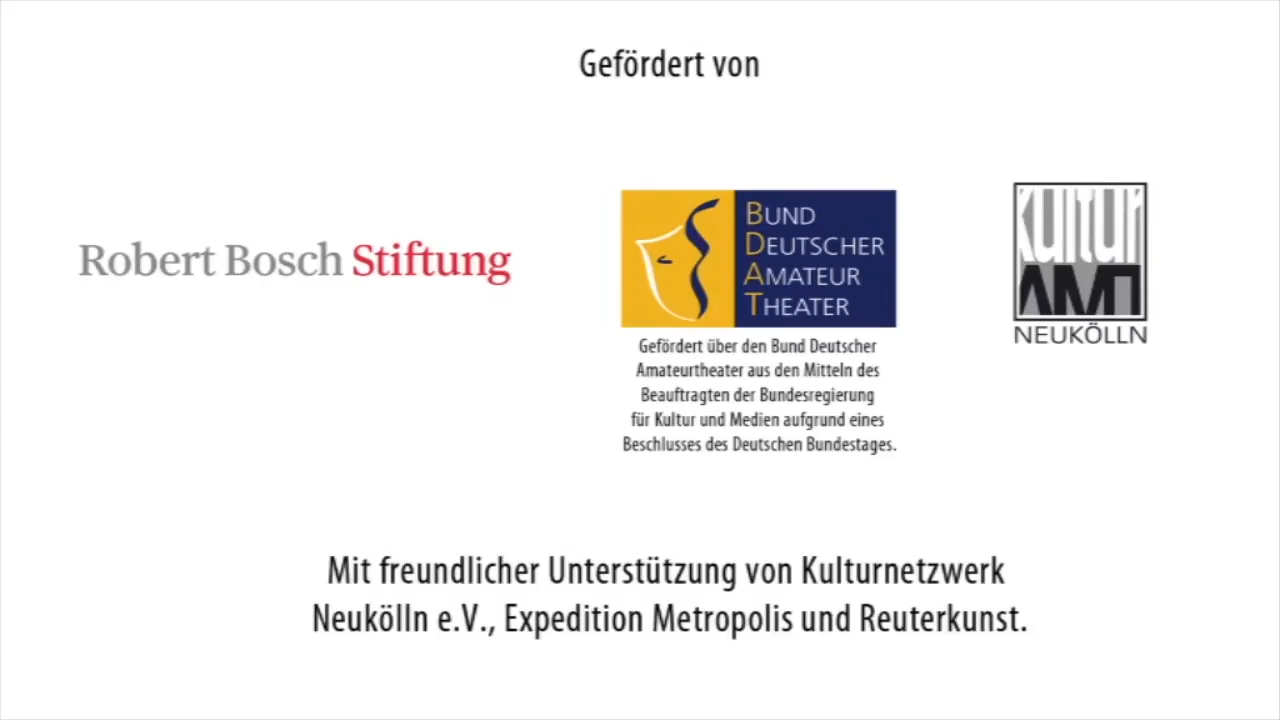 Gefördert von
Robert Bosch Stiftung
BUND
DEUTSCHER
AMATEUR
THEATER
Gefördert über den Bund Deutscher
Amateurtheater aus den Mitteln des
Beauftragten der Bundesregierung
für Kultur und Medien aufgrund eines
Beschlusses des Deutschen Bundestages.
kultur
AMT
NEUKÖLLN
Mit freundlicher Unterstützung von Kulturnetzwerk
Neukölln e.V., Expedition Metropolis und Reuterkunst.